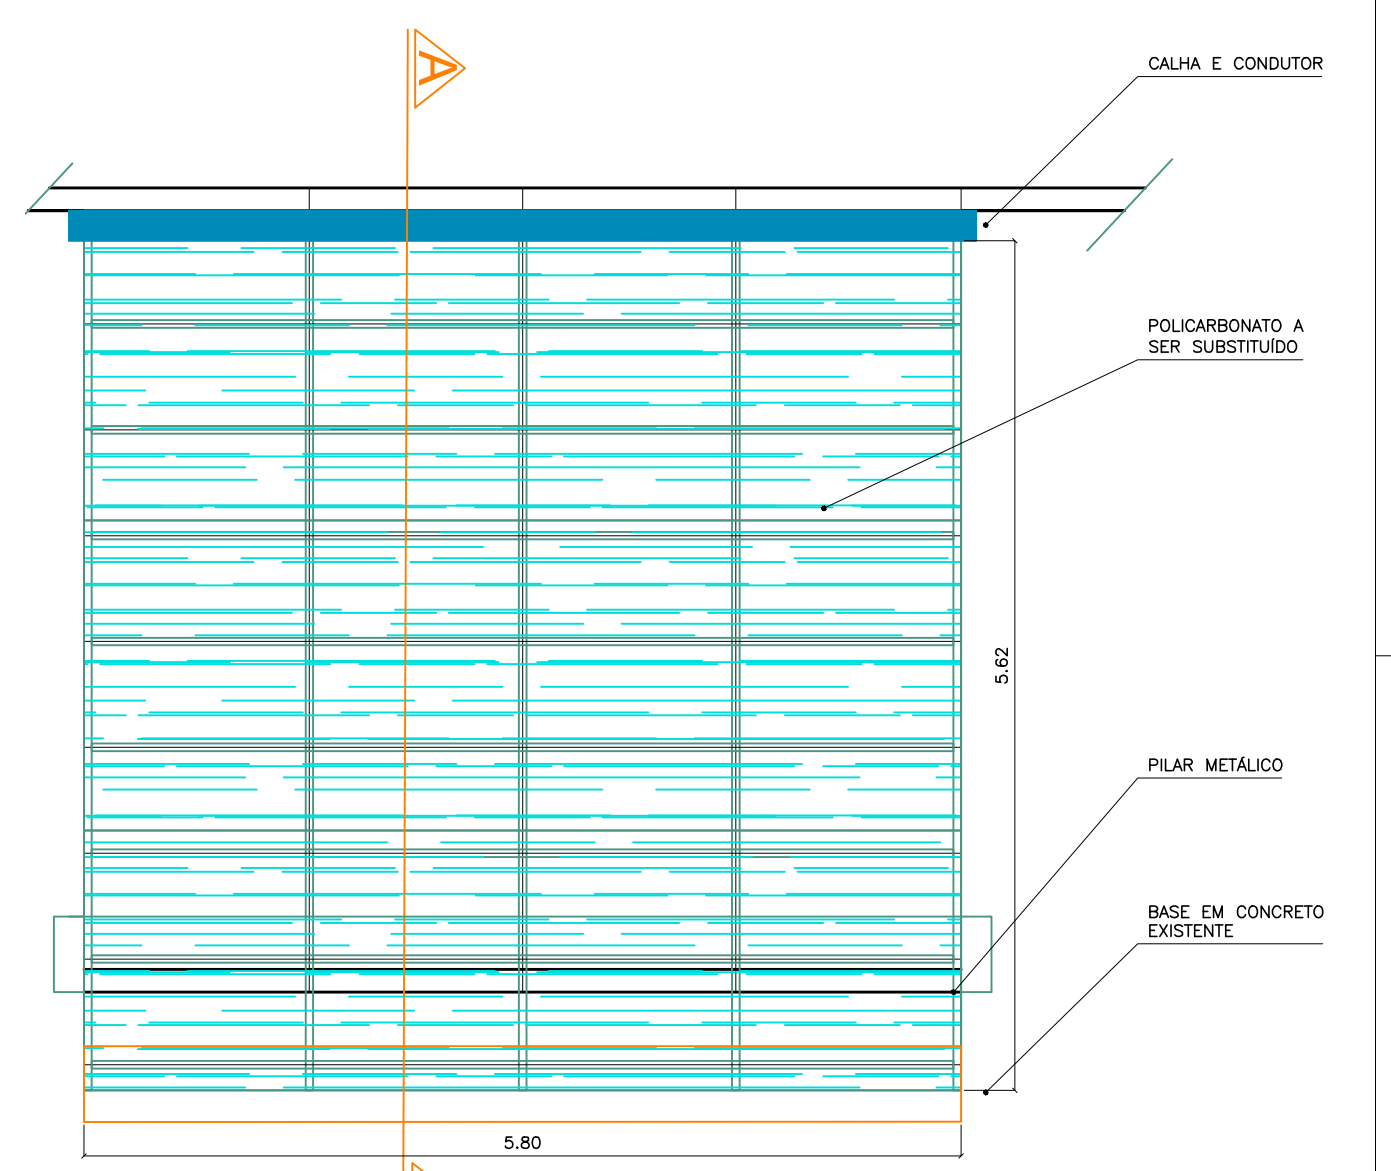 A
CALHA E CONDUTOR
POLICARBONATO A
SER SUBSTITUÍDO
5.62
PILAR METÁLICO
BASE EM CONCRETO
EXISTENTE
5.80